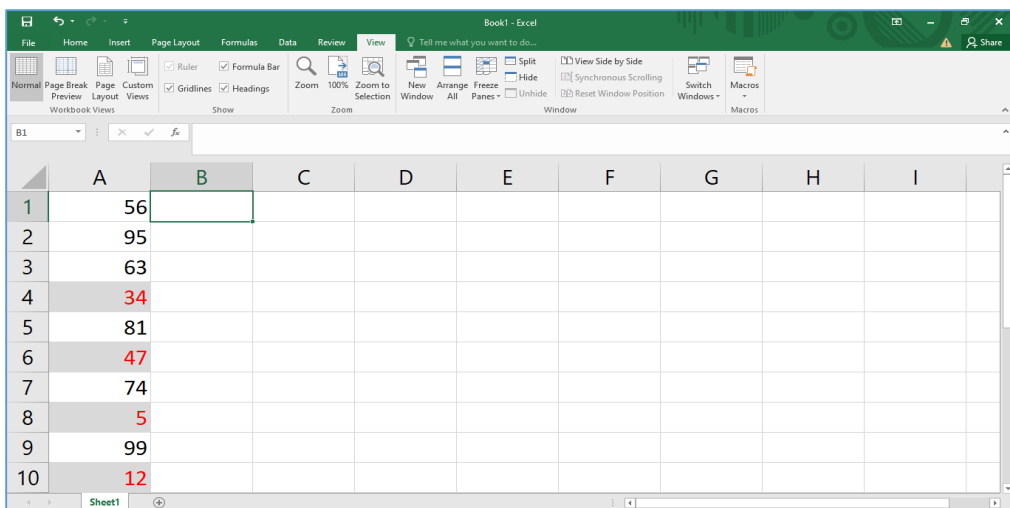 Book1 - Excel
File Home Insert Page Layout Formulas Data Review View Tell me what you want to do... Share
Normal Page Break Preview Page Layout Custom Views Ruler Formula Bar Gridlines Headings Zoom 100% Zoom to Selection New Window Arrange All Freeze Panes Split Hide Unhide View Side by Side Synchronous Scrolling Reset Window Position Switch Windows Macros
Workbook Views Show Zoom Window Macros
B1 fx
A B C D E F G H I
1 56
2 95
3 63
4 34
5 81
6 47
7 74
8 5
9 99
10 12
Sheet1